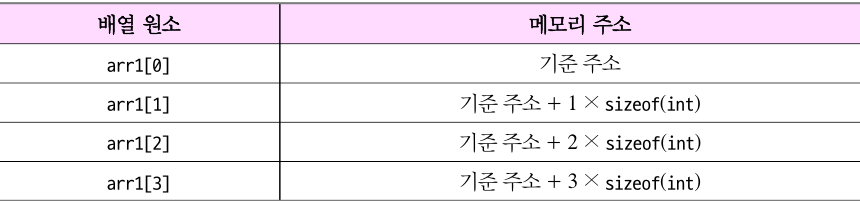 배열 원소 메모리 주소
arr1[0] 기준 주소
arr1[1] 기준 주소 + 1 × sizeof(int)
arr1[2] 기준 주소 + 2 × sizeof(int)
arr1[3] 기준 주소 + 3 × sizeof(int)